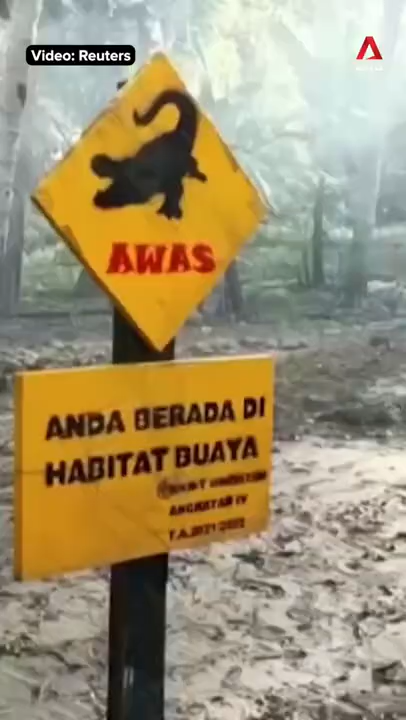 Video: Reuters
AWAS
ANDA BERADA DI
HABITAT BUAYA
ANGKATAN IV